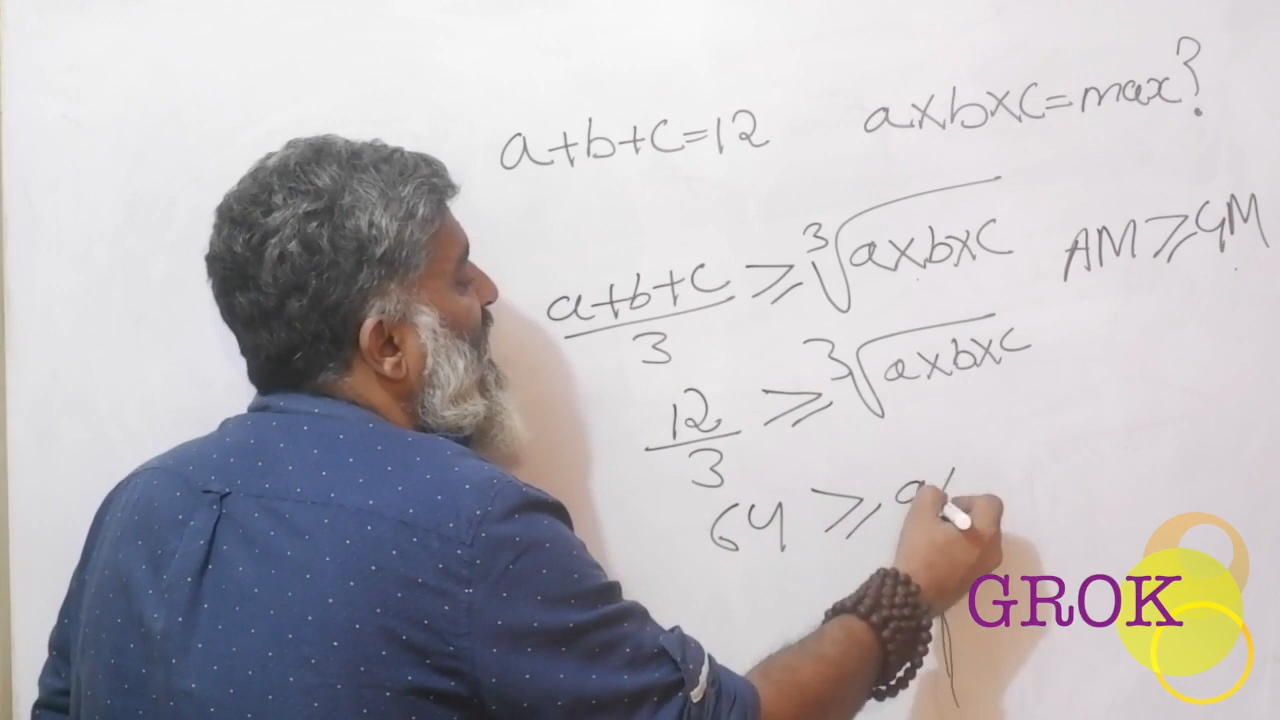 a+b+c=12 a×b×c=max?
a+b+c/3 ≥ ∛a×b×c AM ≥ GM
12/3 ≥ ∛a×b×c
64 ≥ a
GROK